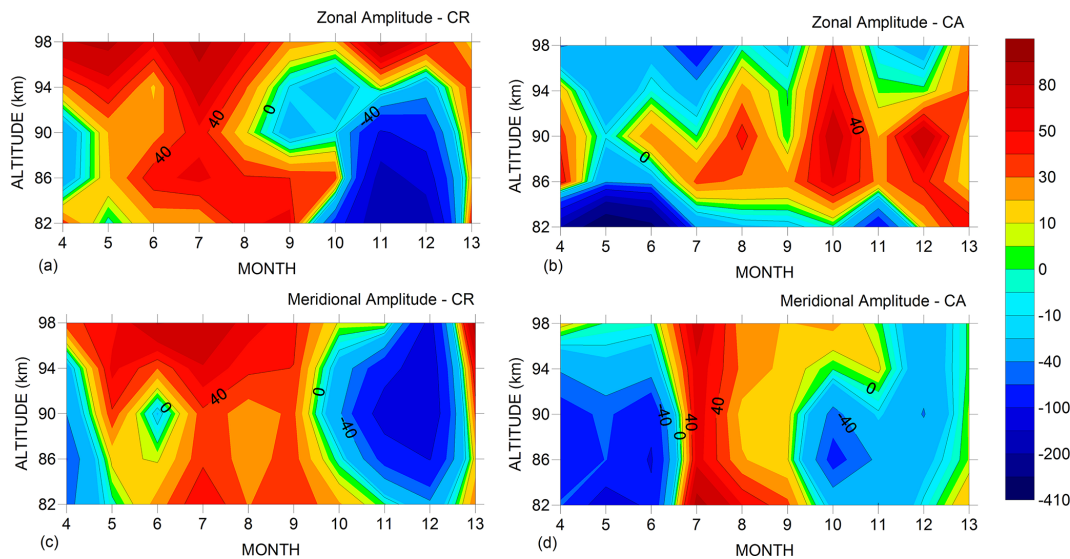 Zonal Amplitude - CR
98
94
90
86
82
ALTITUDE (km)
0
40
-40
40
4 5 6 7 8 9 10 11 12 13
(a)
MONTH
Zonal Amplitude - CA
98
94
90
86
82
ALTITUDE (km)
40
0
4 5 6 7 8 9 10 11 12 13
(b)
MONTH
Meridional Amplitude - CR
98
94
90
86
82
ALTITUDE (km)
0
40
0
-40
4 5 6 7 8 9 10 11 12 13
(c)
MONTH
Meridional Amplitude - CA
98
94
90
86
82
ALTITUDE (km)
-40
0
40
40
0
-40
4 5 6 7 8 9 10 11 12 13
(d)
MONTH
80
50
30
10
0
-10
-40
-100
-200
-410